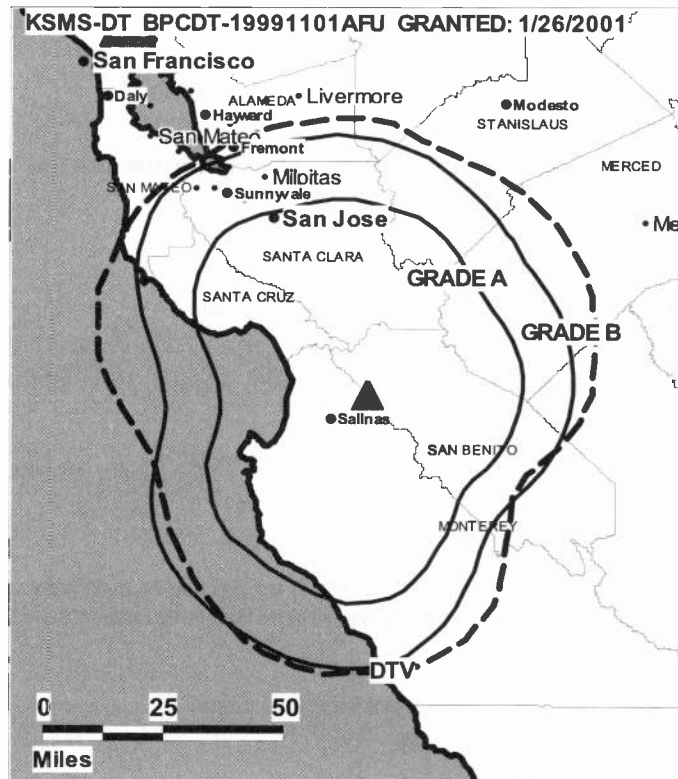 KSMS-DT BPCDT-19991101AFU GRANTED: 1/26/2001
San Francisco
Daly
ALAMEDA
Livermore
Hayward
Modesto
STANISLAUS
San Mateo
Fremont
MERCED
SAN MATEO
Milpitas
Sunnyvale
San Jose
Me
SANTA CLARA
GRADE A
SANTA CRUZ
GRADE B
Salinas
SAN BENITO
MONTEREY
DTV
0 25 50
Miles